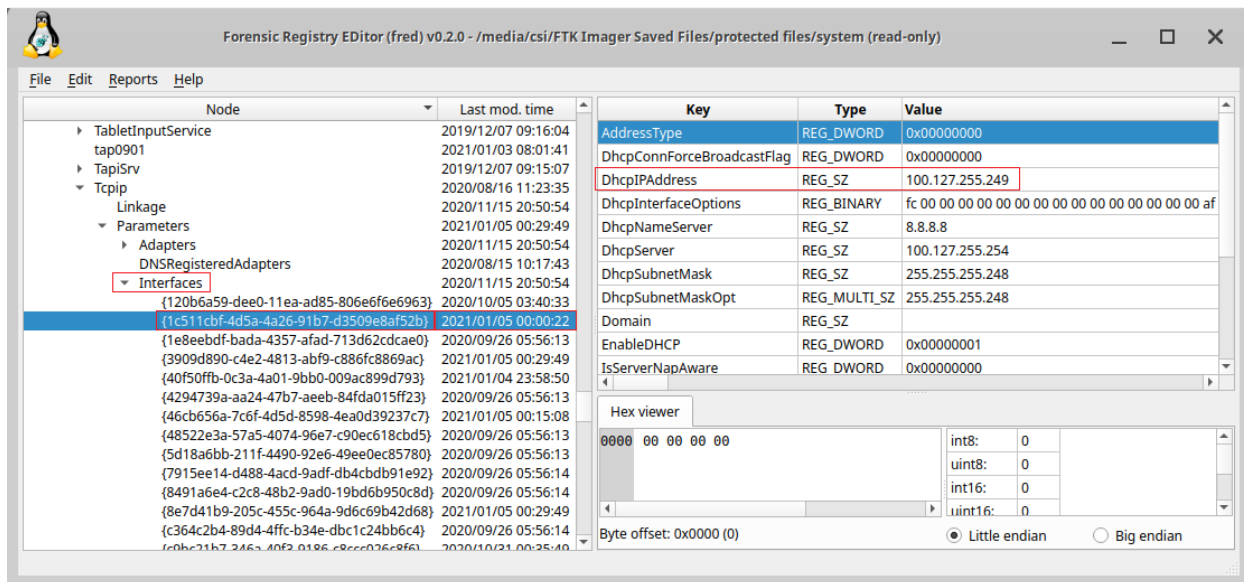 Forensic Registry EDitor (fred) v0.2.0 - /media/csi/FTK Imager Saved Files/protected files/system (read-only)
File Edit Reports Help
Node Last mod. time
TabletInputService 2019/12/07 09:16:04
tap0901 2021/01/03 08:01:41
TapiSrv 2019/12/07 09:15:07
Tcpip 2020/08/16 11:23:35
Linkage 2020/11/15 20:50:54
Parameters 2021/01/05 00:29:49
Adapters 2020/11/15 20:50:54
DNSRegisteredAdapters 2020/08/15 10:17:43
Interfaces 2020/11/15 20:50:54
{120b6a59-dee0-11ea-ad85-806e6f6e6963} 2020/10/05 03:40:33
{1c511cbf-4d5a-4a26-91b7-d3509e8af52b} 2021/01/05 00:00:22
{1e8eebdf-bada-4357-afad-713d62cdcae0} 2020/09/26 05:56:13
{3909d890-c4e2-4813-abf9-c886fc8869ac} 2021/01/05 00:29:49
{40f50ffb-0c3a-4a01-9bb0-009ac899d793} 2021/01/04 23:58:50
{4294739a-aa24-47b7-aeeb-84fda015ff23} 2020/09/26 05:56:13
{46cb656a-7c6f-4d5d-8598-4ea0d39237c7} 2021/01/05 00:15:08
{48522e3a-57a5-4074-96e7-c90ec618cbd5} 2020/09/26 05:56:13
{5d18a6bb-211f-4490-92e6-49ee0ec85780} 2020/09/26 05:56:13
{7915ee14-d488-4acd-9adf-db4cbdb91e92} 2020/09/26 05:56:14
{8491a6e4-c2c8-48b2-9ad0-19bd6b950c8d} 2020/09/26 05:56:14
{8e7d41b9-205c-455c-964a-9d6c69b42d68} 2021/01/05 00:29:49
{c364c2b4-89d4-4ffc-b34e-dbc1c24bb6c4} 2020/09/26 05:56:14
{c9bc21b7-346a-40f3-9186-c8ccc026c8f6} 2020/10/31 00:35:49
Key Type Value
AddressType REG_DWORD 0x00000000
DhcpConnForceBroadcastFlag REG_DWORD 0x00000000
DhcpIPAddress REG_SZ 100.127.255.249
DhcpInterfaceOptions REG_BINARY fc 00 00 00 00 00 00 00 00 00 00 00 00 00 00 00 af
DhcpNameServer REG_SZ 8.8.8.8
DhcpServer REG_SZ 100.127.255.254
DhcpSubnetMask REG_SZ 255.255.255.248
DhcpSubnetMaskOpt REG_MULTI_SZ 255.255.255.248
Domain REG_SZ
EnableDHCP REG_DWORD 0x00000001
IsServerNapAware REG_DWORD 0x00000000
Hex viewer
0000 00 00 00 00
int8: 0
uint8: 0
int16: 0
uint16: 0
Byte offset: 0x0000 (0)
Little endian Big endian